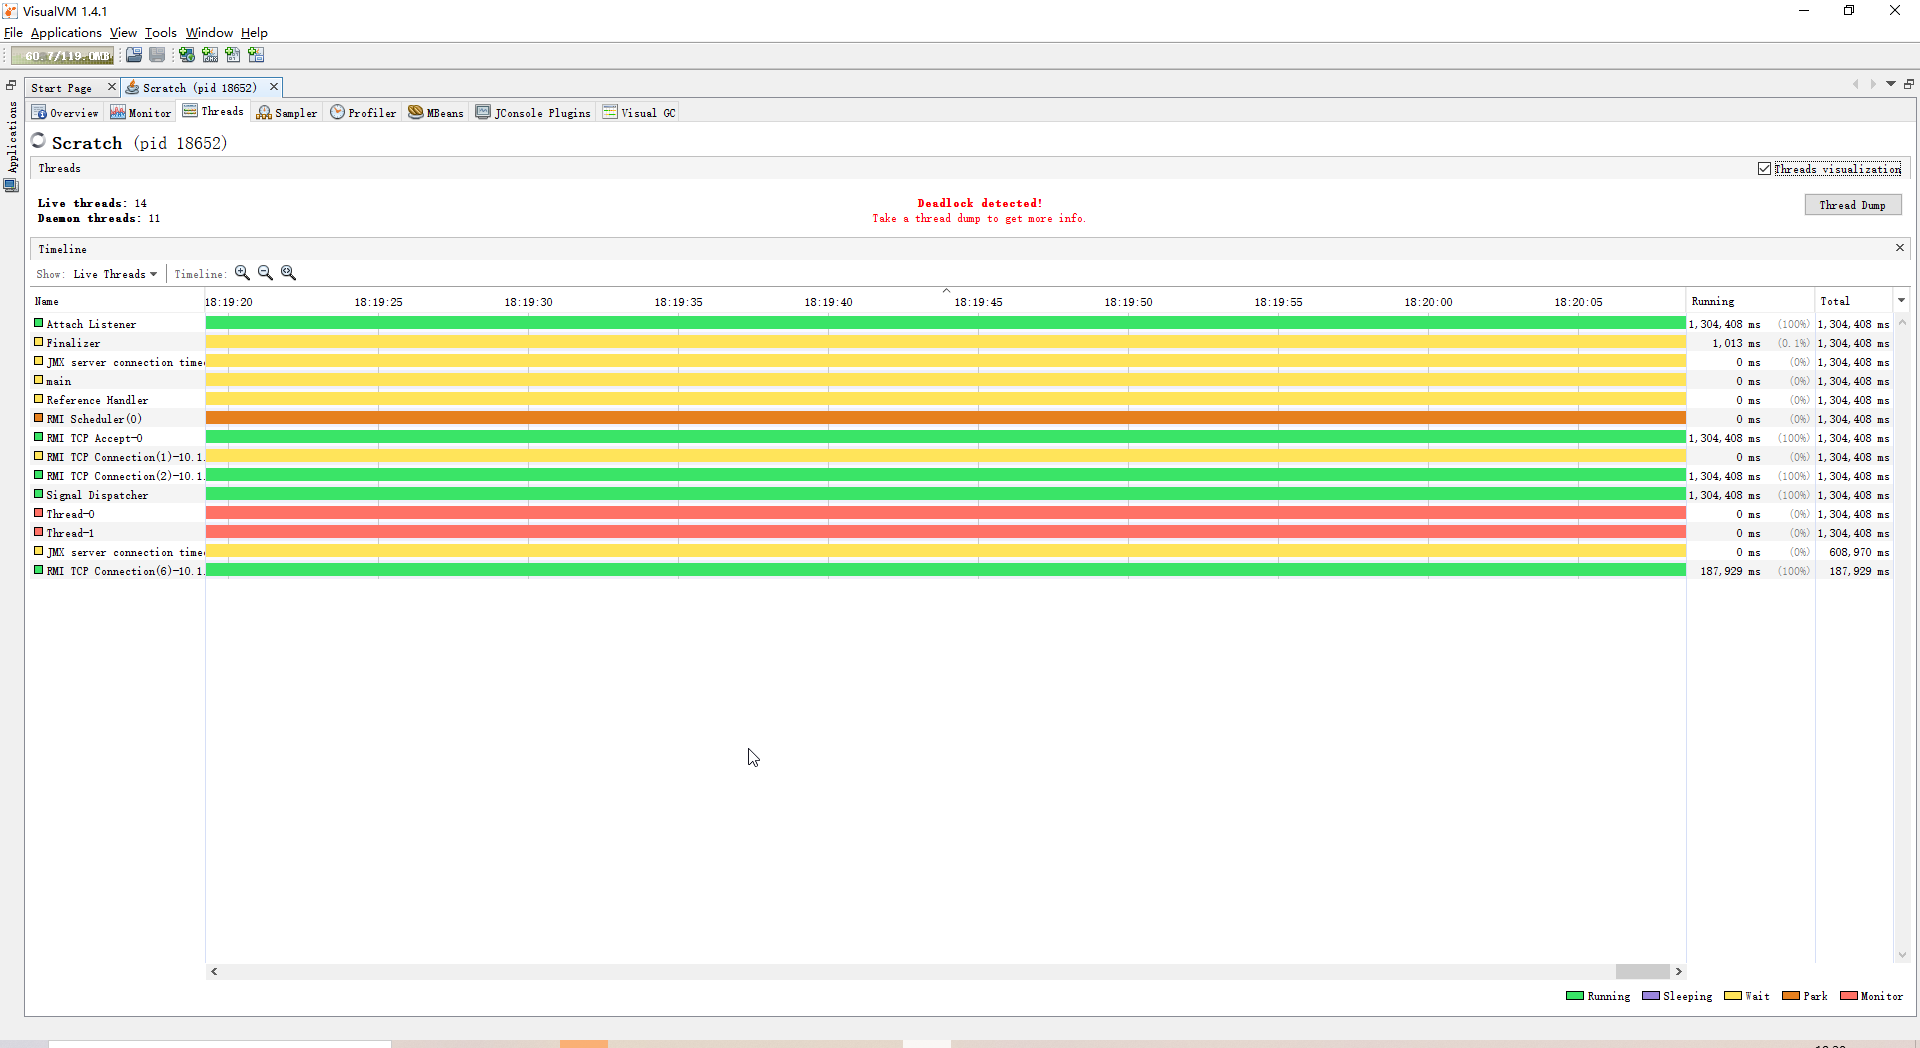 VisualVM 1.4.1
File Applications View Tools Window Help
60.7/119.0MB
Applications
Start Page
Scratch (pid 18652)
Overview Monitor Threads Sampler Profiler MBeans JConsole Plugins Visual GC
Scratch (pid 18652)
Threads
Threads visualization
Live threads: 14
Daemon threads: 11
Deadlock detected!
Take a thread dump to get more info.
Thread Dump
Timeline
Show: Live Threads Timeline:
Name 18:19:20 18:19:25 18:19:30 18:19:35 18:19:40 18:19:45 18:19:50 18:19:55 18:20:00 18:20:05 Running Total
Attach Listener 1,304,408 ms (100%) 1,304,408 ms
Finalizer 1,013 ms (0.1%) 1,304,408 ms
JMX server connection time 0 ms (0%) 1,304,408 ms
main 0 ms (0%) 1,304,408 ms
Reference Handler 0 ms (0%) 1,304,408 ms
RMI Scheduler(0) 0 ms (0%) 1,304,408 ms
RMI TCP Accept-0 1,304,408 ms (100%) 1,304,408 ms
RMI TCP Connection(1)-10.1. 0 ms (0%) 1,304,408 ms
RMI TCP Connection(2)-10.1. 1,304,408 ms (100%) 1,304,408 ms
Signal Dispatcher 1,304,408 ms (100%) 1,304,408 ms
Thread-0 0 ms (0%) 1,304,408 ms
Thread-1 0 ms (0%) 1,304,408 ms
JMX server connection time 0 ms (0%) 608,970 ms
RMI TCP Connection(6)-10.1. 187,929 ms (100%) 187,929 ms
Running Sleeping Wait Park Monitor